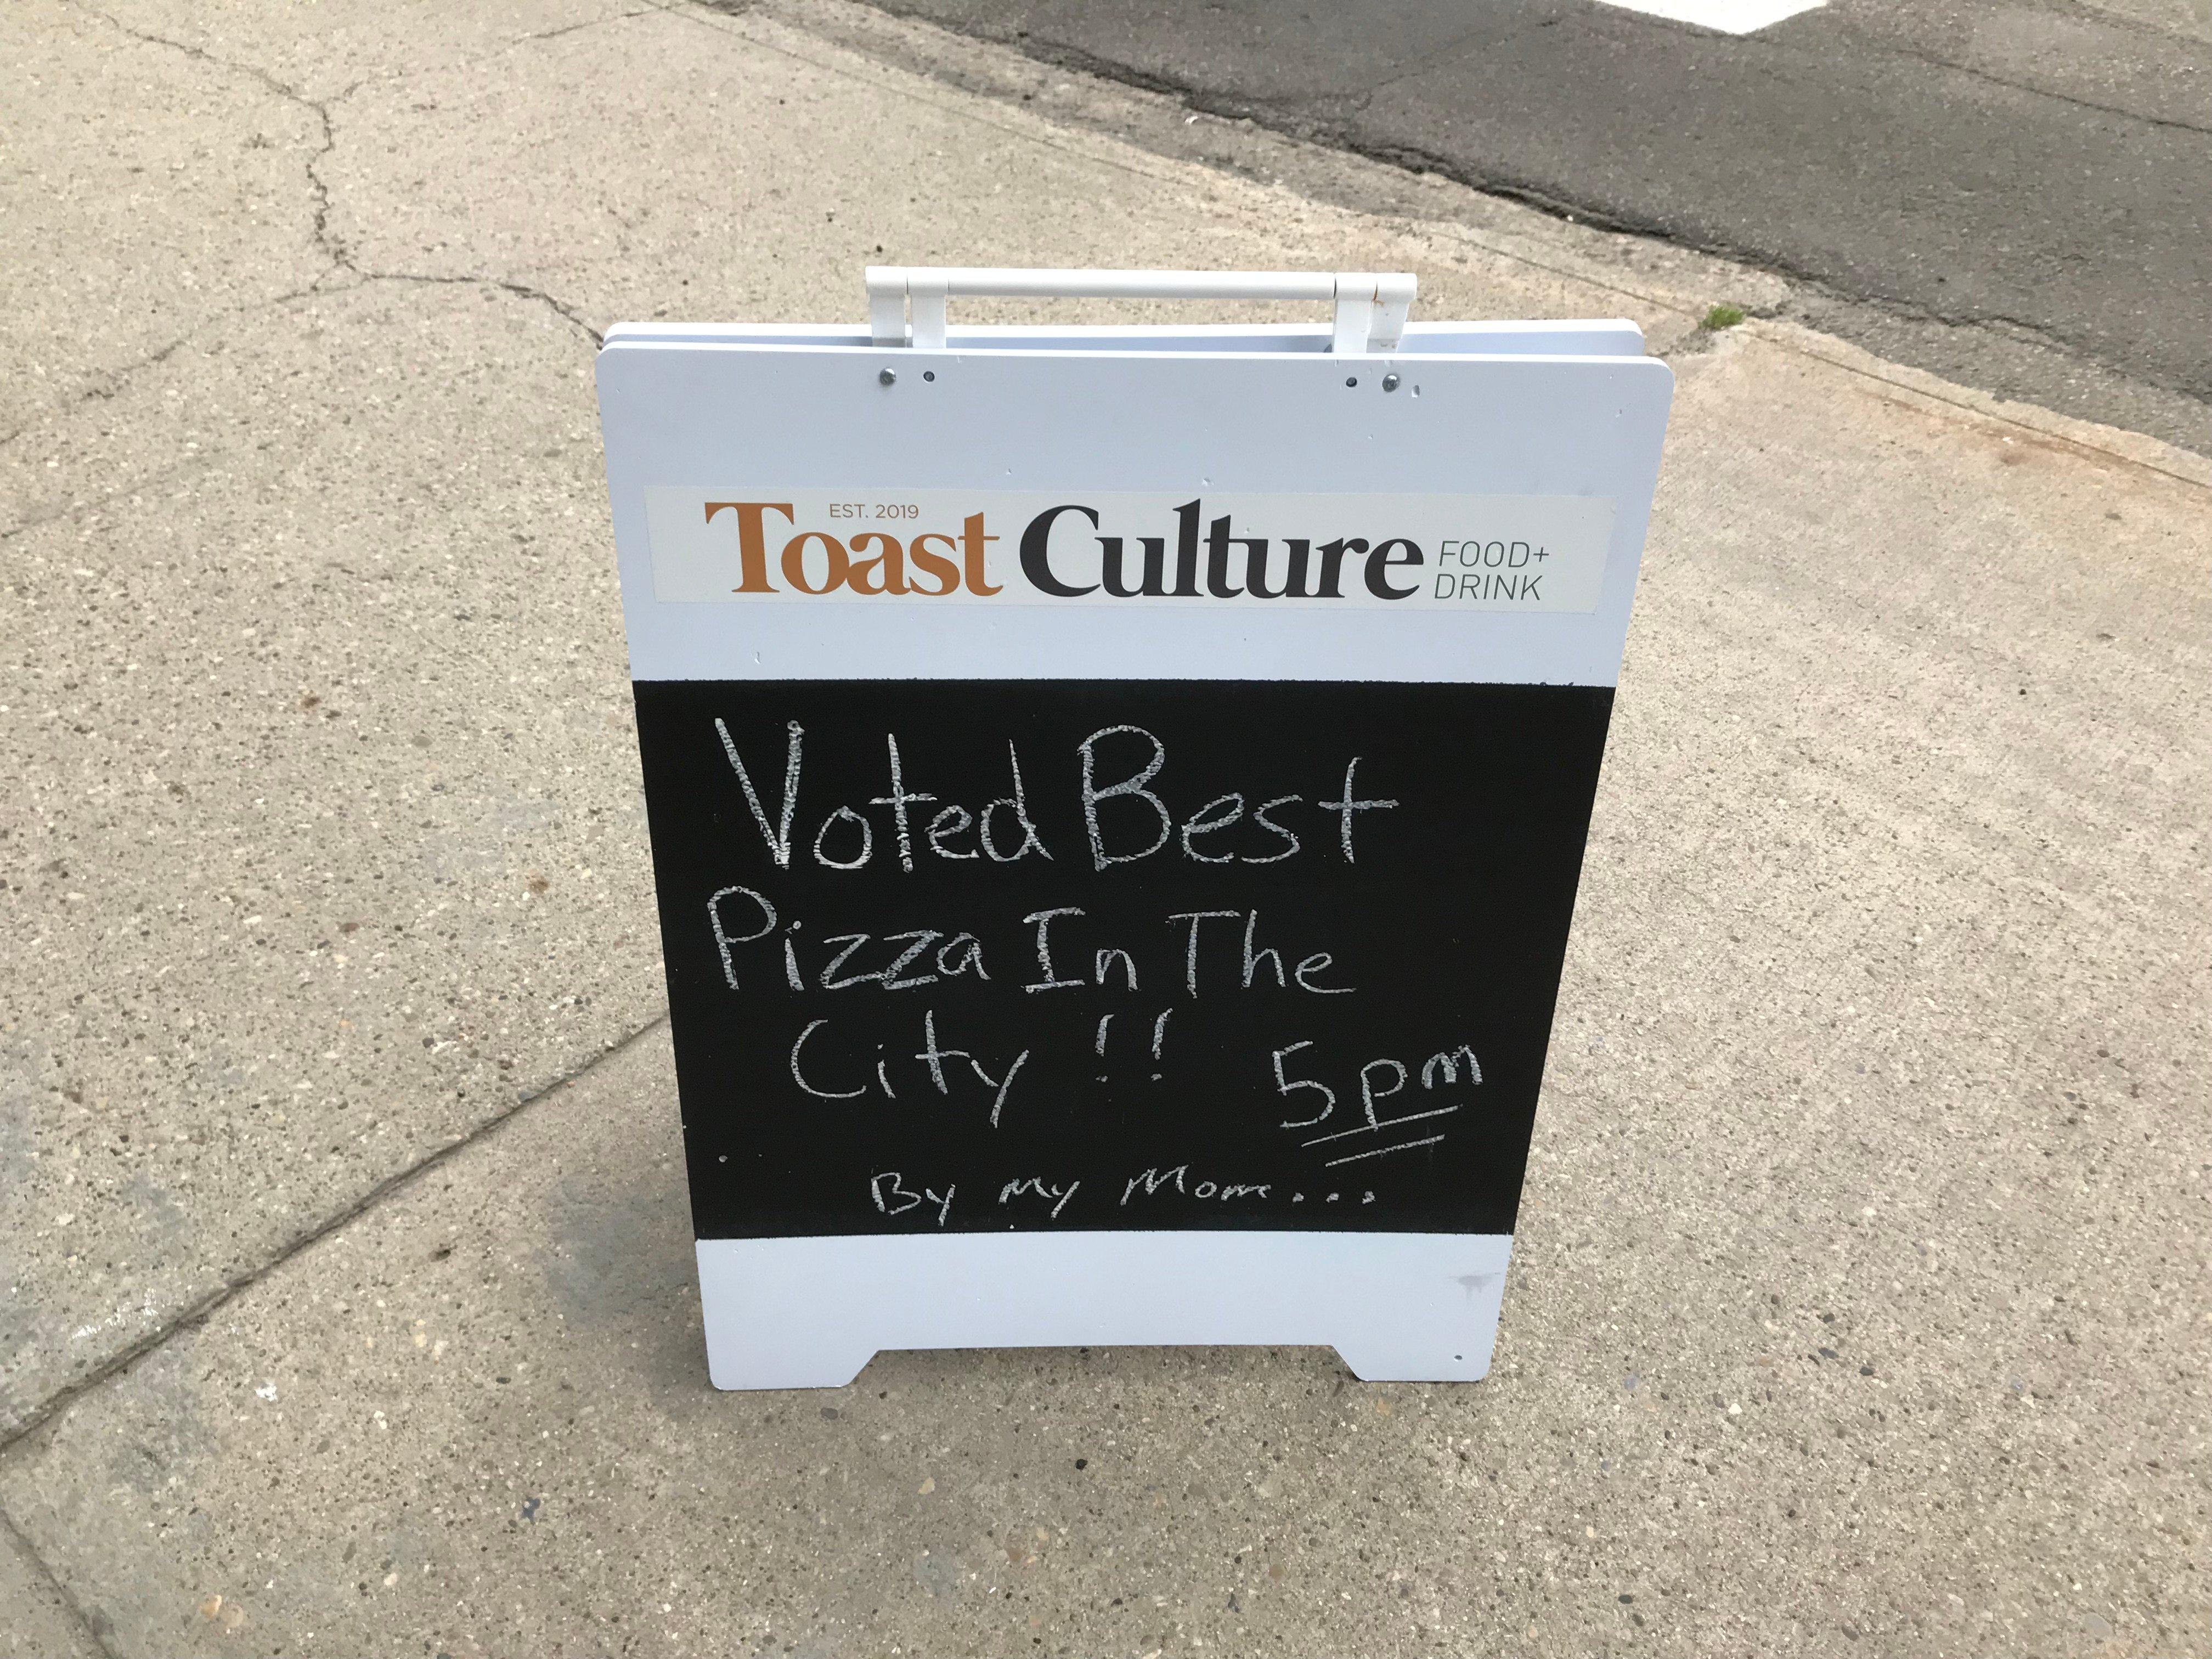 EST. 2019
Toast Culture FOOD+
DRINK
Voted Best
Pizza In The
City !! 5pm
By My Mom...